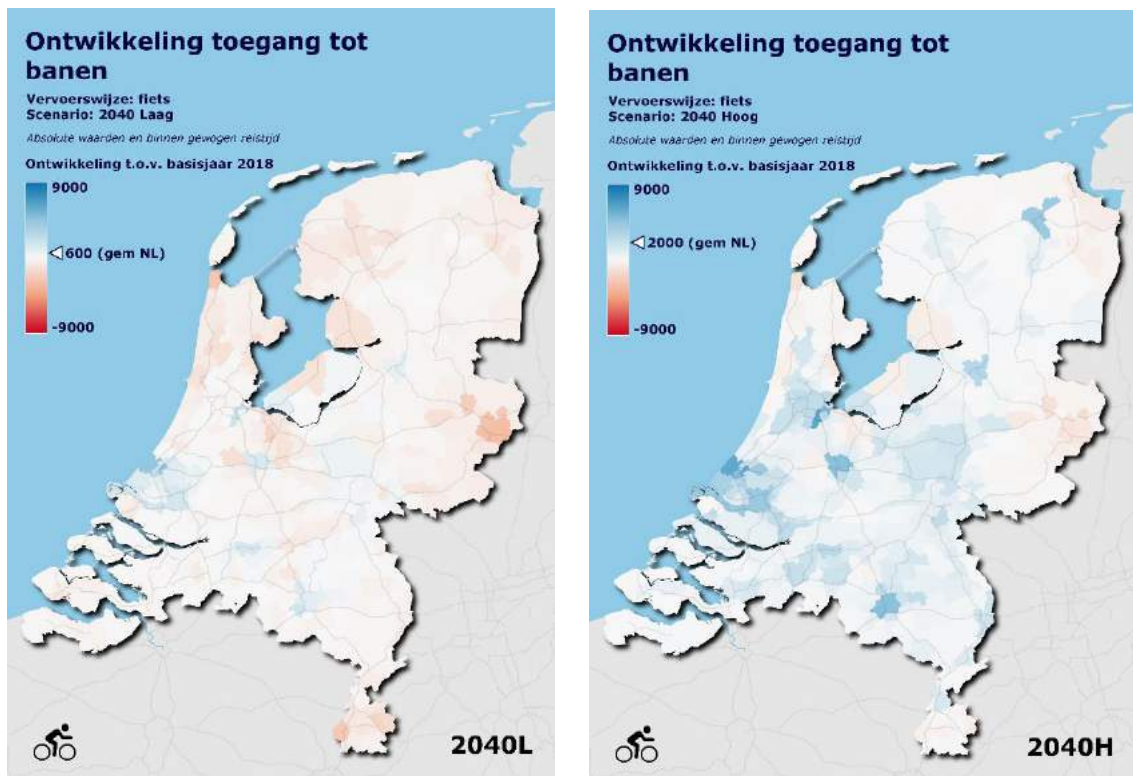 Ontwikkeling toegang tot
banen
Vervoerswijze: fiets
Scenario: 2040 Laag
Absolute waarden en binnen gewogen reistijd
Ontwikkeling t.o.v. basisjaar 2018
9000
600 (gem NL)
-9000
2040L
Ontwikkeling toegang tot
banen
Vervoerswijze: fiets
Scenario: 2040 Hoog
Absolute waarden en binnen gewogen reistijd
Ontwikkeling t.o.v. basisjaar 2018
9000
2000 (gem NL)
-9000
2040H